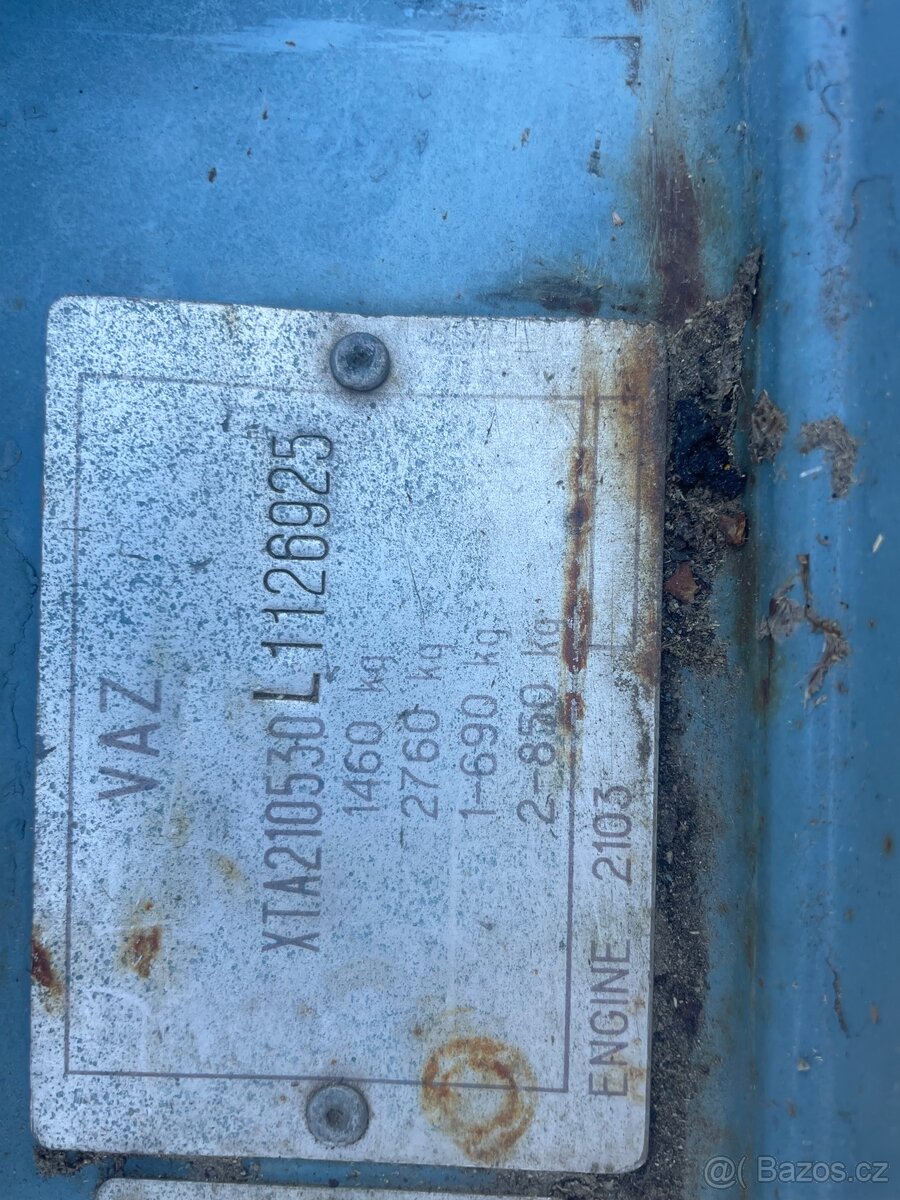 VAZ
XTA210530L1126925
1460 kg
2760 kg
1-690 kg
2-850 kg
ENGINE 2103
@( Bazos.cz